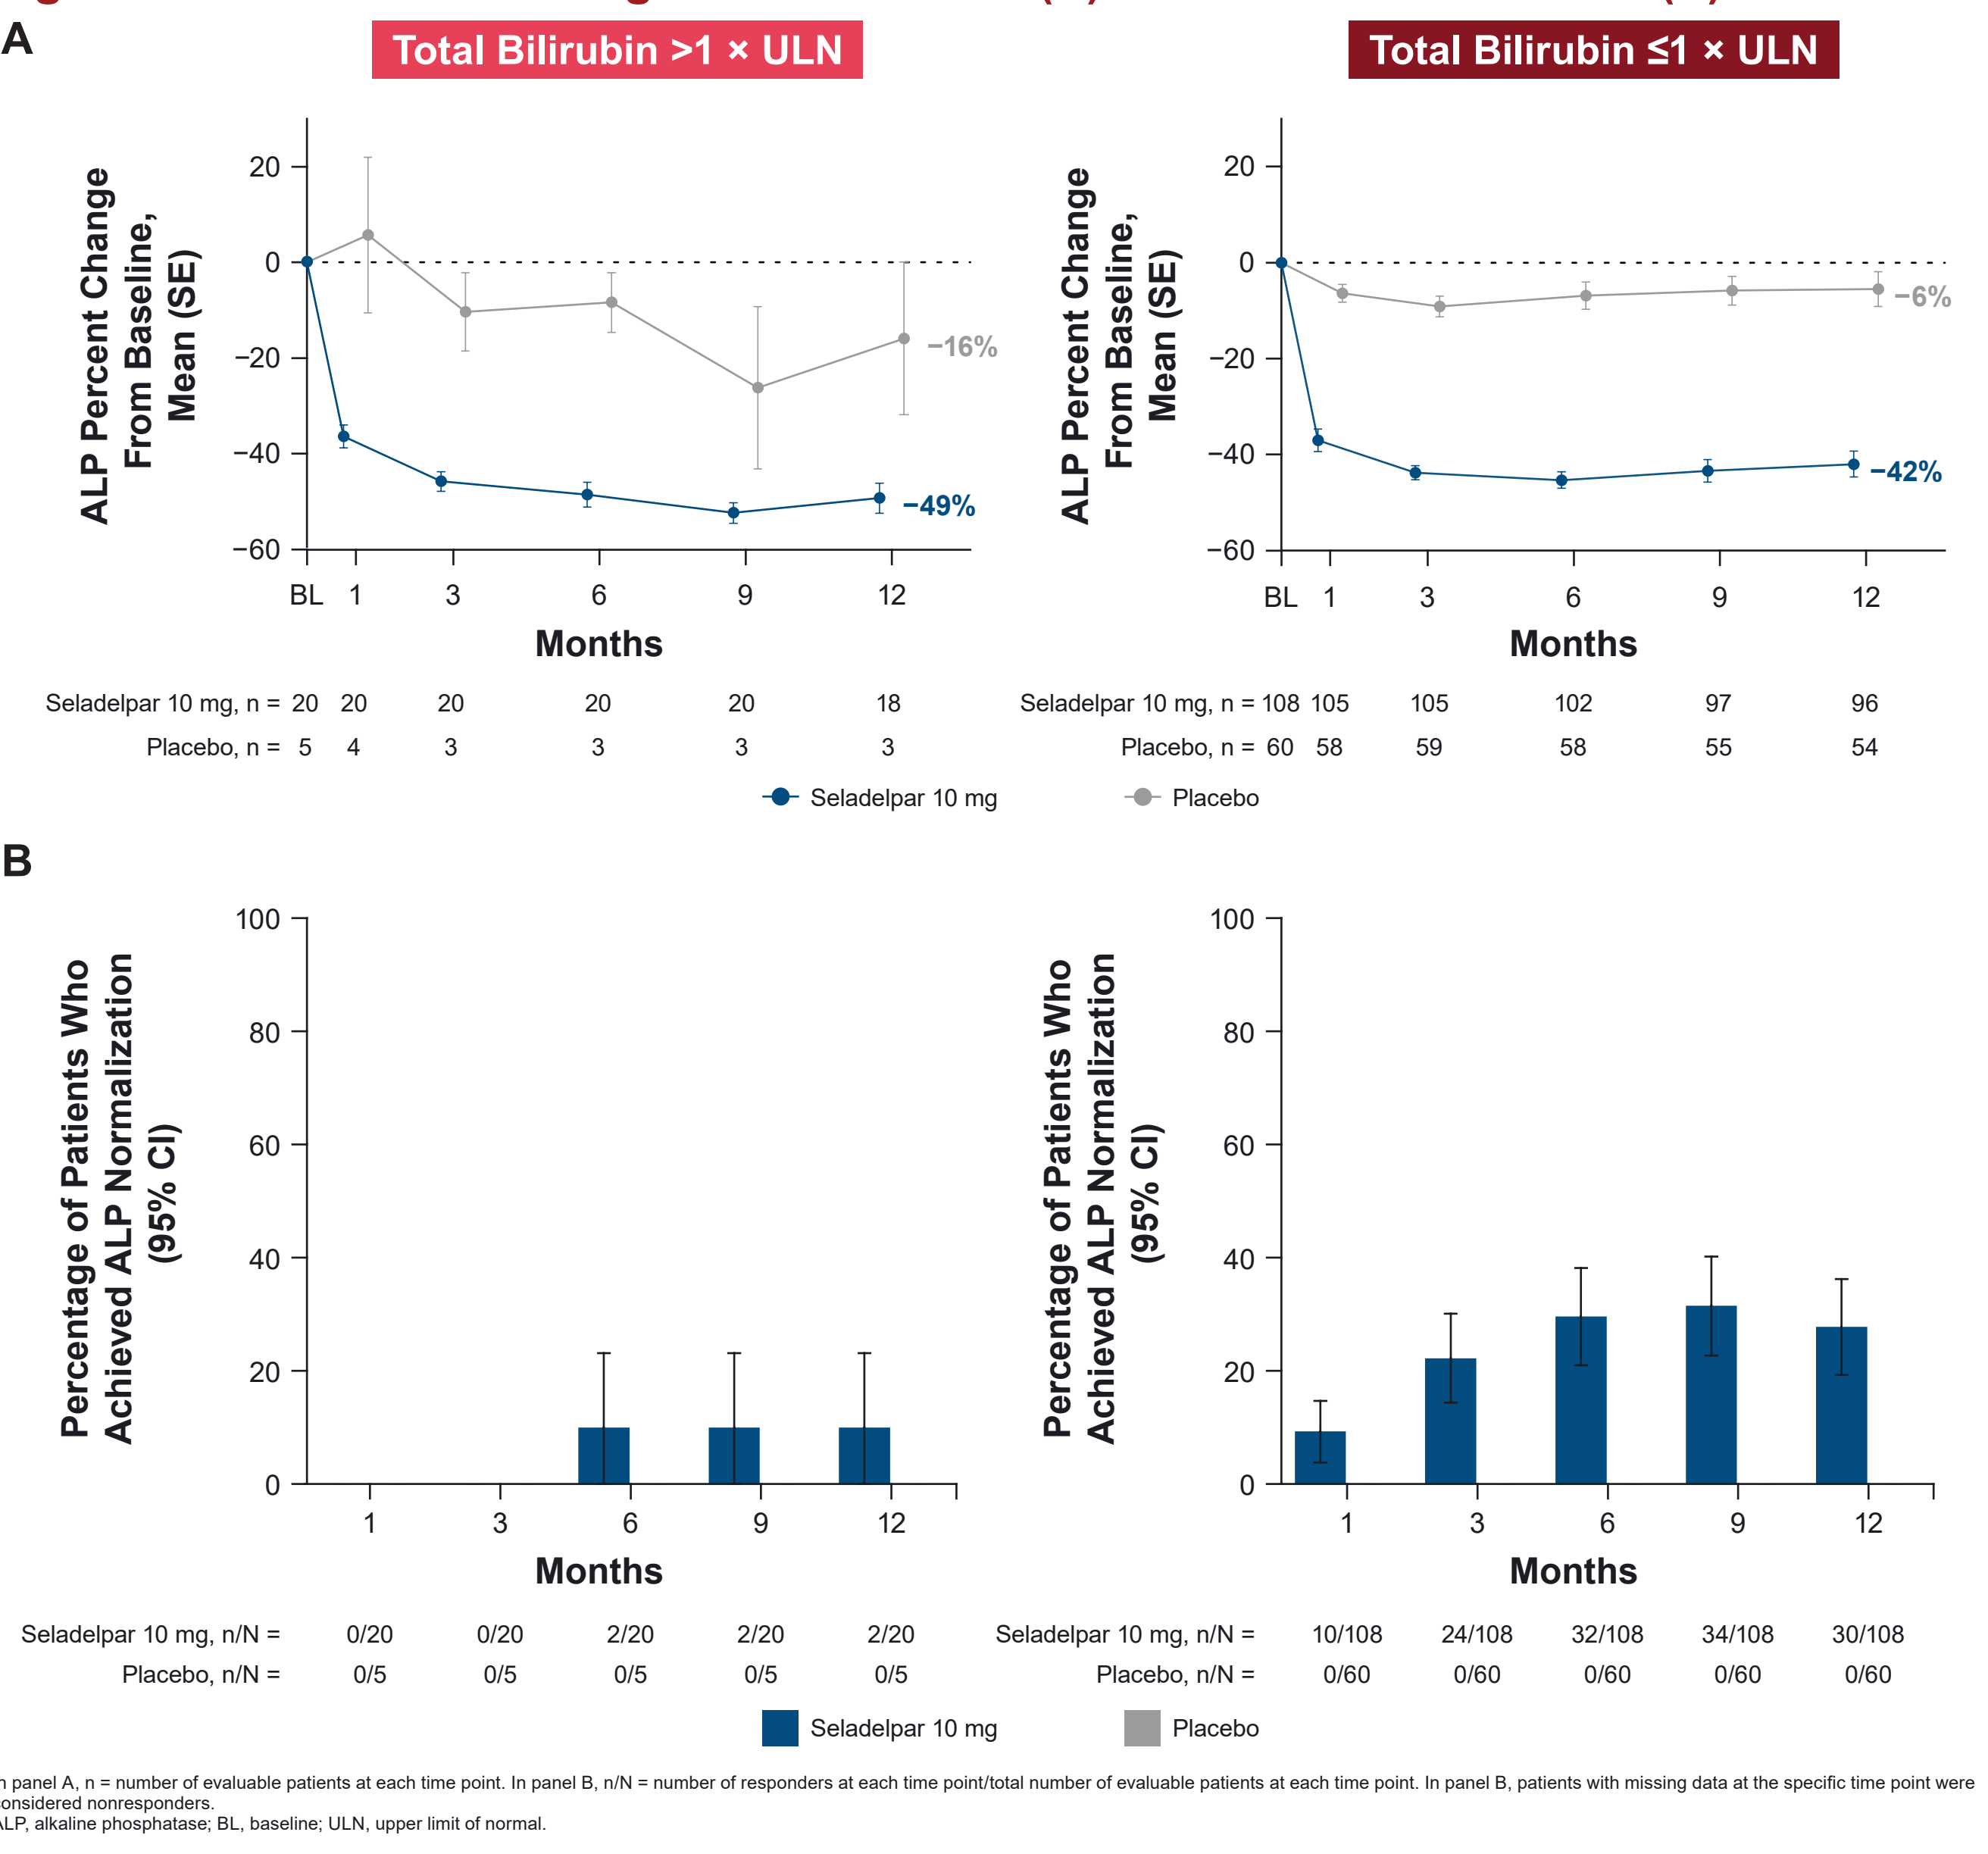 A
Total Bilirubin >1 × ULN
Total Bilirubin ≤1 × ULN
ALP Percent Change
From Baseline,
Mean (SE)
20
0
−20
−40
−60
−16%
−49%
BL 1 3 6 9 12
Months
Seladelpar 10 mg, n = 20 20 20 20 20 18
Placebo, n = 5 4 3 3 3 3
ALP Percent Change
From Baseline,
Mean (SE)
20
0
−20
−40
−60
−6%
−42%
BL 1 3 6 9 12
Months
Seladelpar 10 mg, n = 108 105 105 102 97 96
Placebo, n = 60 58 59 58 55 54
Seladelpar 10 mg
Placebo
B
Percentage of Patients Who
Achieved ALP Normalization
(95% CI)
100
80
60
40
20
0
1 3 6 9 12
Months
Seladelpar 10 mg, n/N = 0/20 0/20 2/20 2/20 2/20
Placebo, n/N = 0/5 0/5 0/5 0/5 0/5
Percentage of Patients Who
Achieved ALP Normalization
(95% CI)
100
80
60
40
20
0
1 3 6 9 12
Months
Seladelpar 10 mg, n/N = 10/108 24/108 32/108 34/108 30/108
Placebo, n/N = 0/60 0/60 0/60 0/60 0/60
Seladelpar 10 mg
Placebo
panel A, n = number of evaluable patients at each time point. In panel B, n/N = number of responders at each time point/total number of evaluable patients at each time point. In panel B, patients with missing data at the specific time point were
considered nonresponders.
ALP, alkaline phosphatase; BL, baseline; ULN, upper limit of normal.